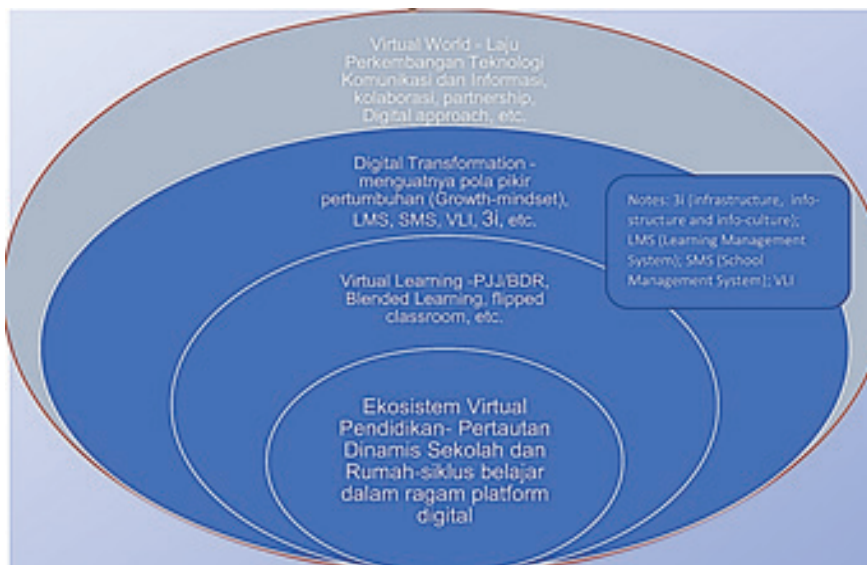 Virtual World - Laju
Perkembangan Teknologi
Komunikasi dan Informasi,
kolaborasi, partnership,
Digital approach, etc.
Digital Transformation -
menguatnya pola pikir
pertumbuhan (Growth-mindset),
LMS, SMS, VLI, 3i, etc.
Notes: 3i (infrastructure, info-
structure and info-culture);
LMS (Learning Management
System); SMS (School
Management System); VLI
Virtual Learning -PJJ/BDR,
Blended Learning, flipped
classroom, etc.
Ekosistem Virtual
Pendidikan- Pertautan
Dinamis Sekolah dan
Rumah-siklus belajar
dalam ragam platform
digital